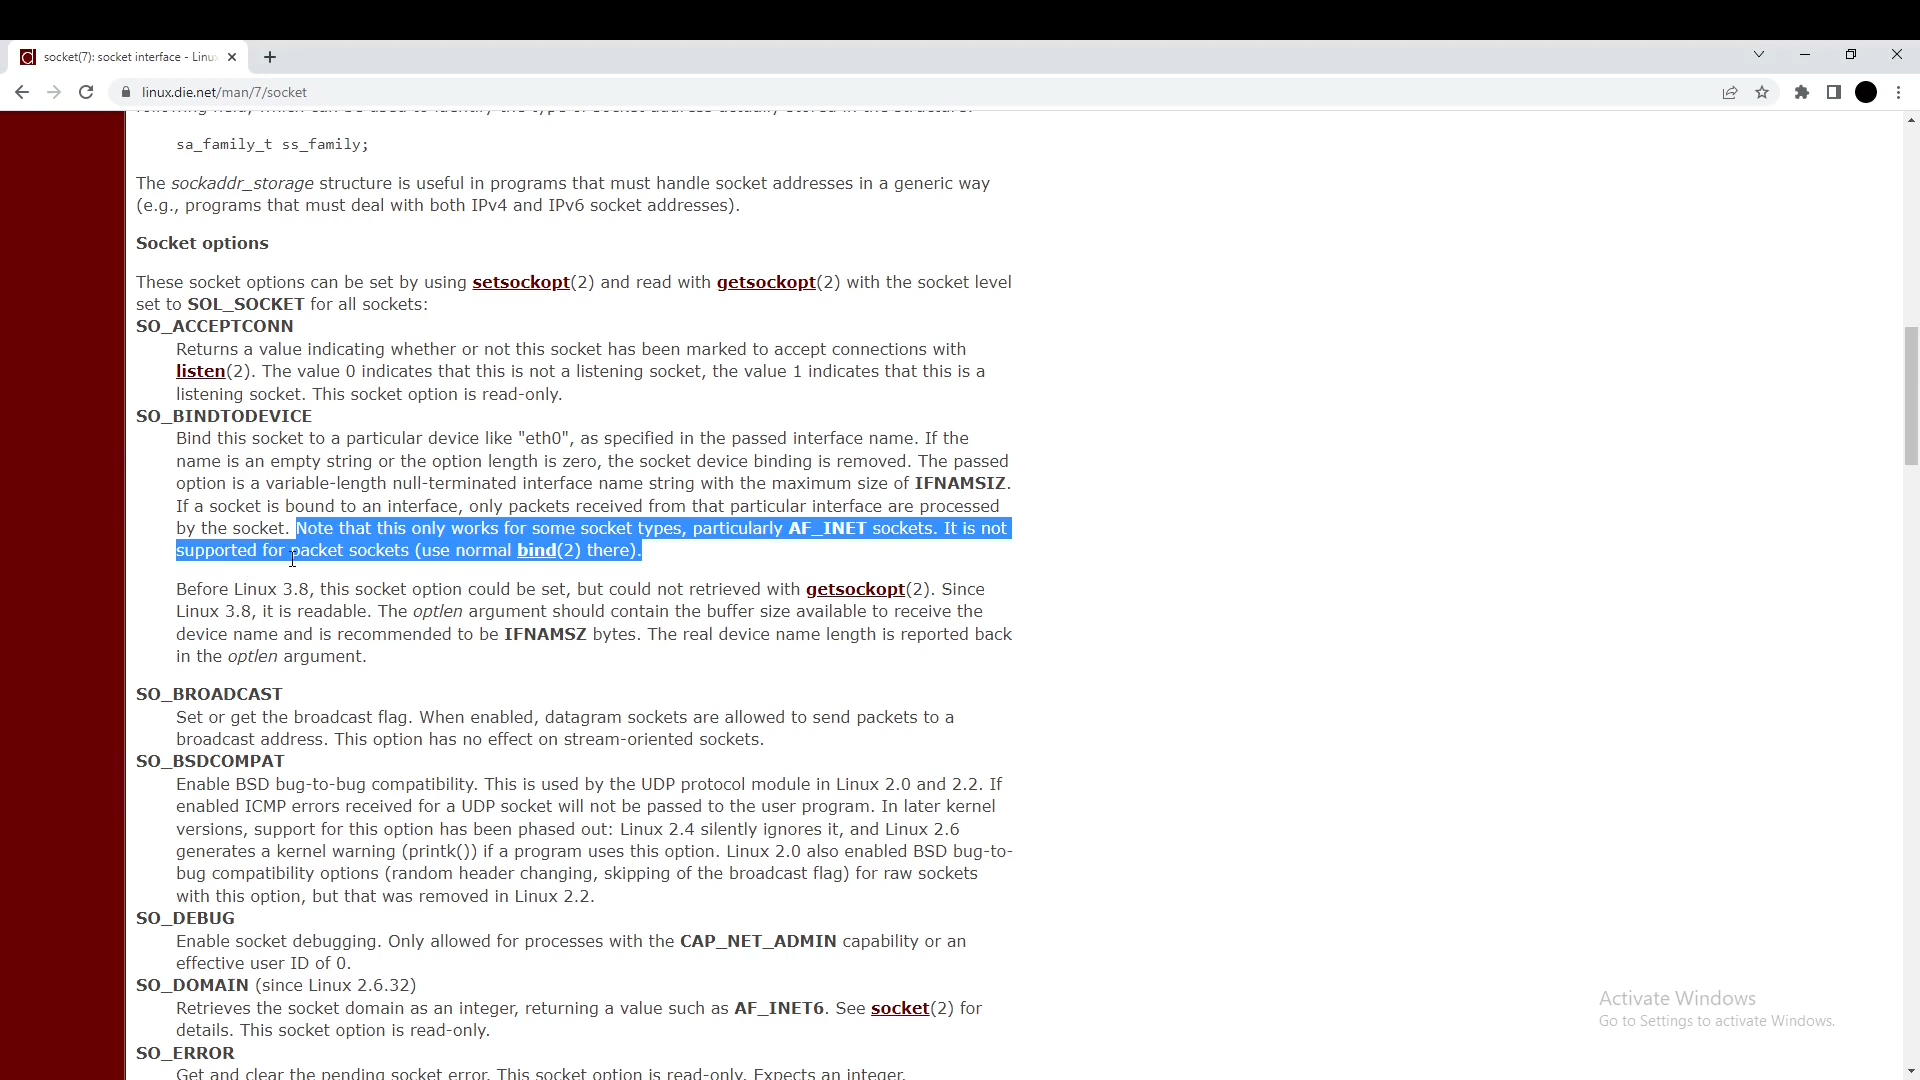 socket(7): socket interface - Linu
linux.die.net/man/7/socket
sa_family_t ss_family;
The sockaddr_storage structure is useful in programs that must handle socket addresses in a generic way
(e.g., programs that must deal with both IPv4 and IPv6 socket addresses).
Socket options
These socket options can be set by using setsockopt(2) and read with getsockopt(2) with the socket level
set to SOL_SOCKET for all sockets:
SO_ACCEPTCONN
Returns a value indicating whether or not this socket has been marked to accept connections with
listen(2). The value 0 indicates that this is not a listening socket, the value 1 indicates that this is a
listening socket. This socket option is read-only.
SO_BINDTODEVICE
Bind this socket to a particular device like "eth0", as specified in the passed interface name. If the
name is an empty string or the option length is zero, the socket device binding is removed. The passed
option is a variable-length null-terminated interface name string with the maximum size of IFNAMSIZ.
If a socket is bound to an interface, only packets received from that particular interface are processed
by the socket. Note that this only works for some socket types, particularly AF_INET sockets. It is not
supported for packet sockets (use normal bind(2) there).
Before Linux 3.8, this socket option could be set, but could not retrieved with getsockopt(2). Since
Linux 3.8, it is readable. The optlen argument should contain the buffer size available to receive the
device name and is recommended to be IFNAMSZ bytes. The real device name length is reported back
in the optlen argument.
SO_BROADCAST
Set or get the broadcast flag. When enabled, datagram sockets are allowed to send packets to a
broadcast address. This option has no effect on stream-oriented sockets.
SO_BSDCOMPAT
Enable BSD bug-to-bug compatibility. This is used by the UDP protocol module in Linux 2.0 and 2.2. If
enabled ICMP errors received for a UDP socket will not be passed to the user program. In later kernel
versions, support for this option has been phased out: Linux 2.4 silently ignores it, and Linux 2.6
generates a kernel warning (printk()) if a program uses this option. Linux 2.0 also enabled BSD bug-to-
bug compatibility options (random header changing, skipping of the broadcast flag) for raw sockets
with this option, but that was removed in Linux 2.2.
SO_DEBUG
Enable socket debugging. Only allowed for processes with the CAP_NET_ADMIN capability or an
effective user ID of 0.
SO_DOMAIN (since Linux 2.6.32)
Retrieves the socket domain as an integer, returning a value such as AF_INET6. See socket(2) for
details. This socket option is read-only.
SO_ERROR
Get and clear the pending socket error. This socket option is read-only. Expects an integer.
Activate Windows
Go to Settings to activate Windows.